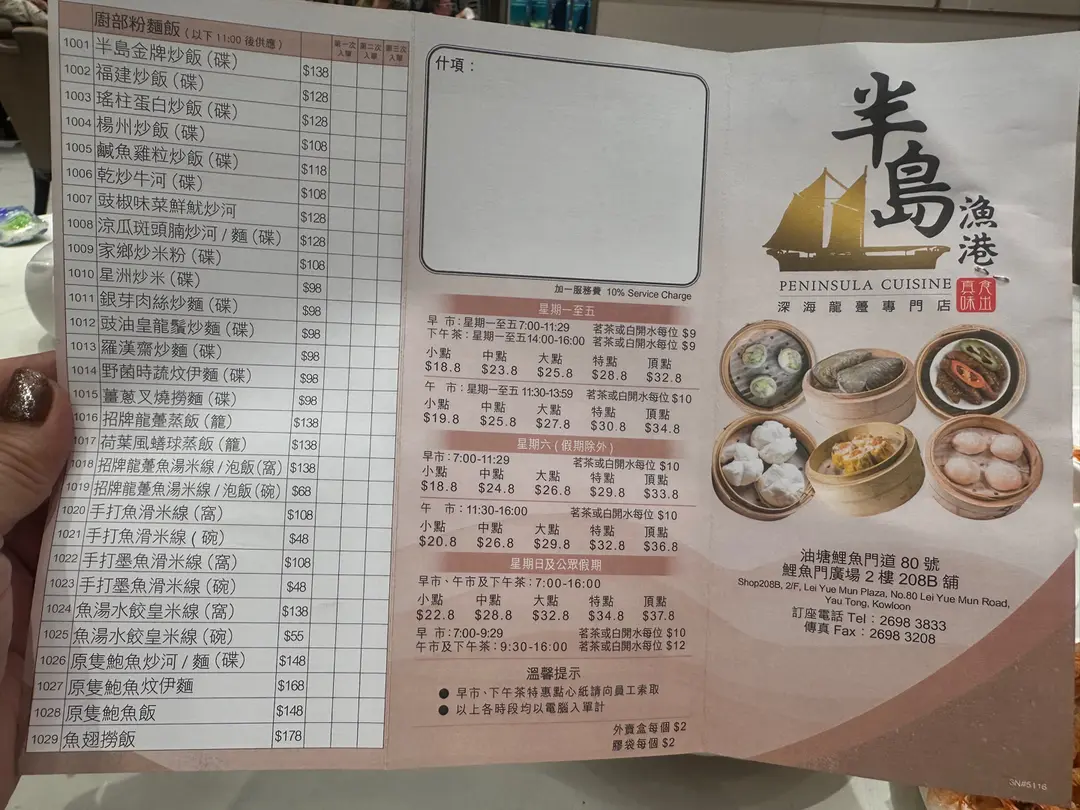 廚部粉麵飯(以下 11:00 後供應)
第一次入單 第二次入單 第三次入單
1001 半島金牌炒飯(碟) $138
1002 福建炒飯(碟) $128
1003 瑤柱蛋白炒飯(碟) $128
1004 楊州炒飯(碟) $108
1005 鹹魚雞粒炒飯(碟) $118
1006 乾炒牛河(碟) $108
1007 豉椒味菜鮮魷炒河 $128
1008 涼瓜斑頭腩炒河/麵(碟) $128
1009 家鄉炒米粉(碟) $108
1010 星洲炒米(碟) $98
1011 銀芽肉絲炒麵(碟) $98
1012 豉油皇龍鬚炒麵(碟) $98
1013 羅漢齋炒麵(碟) $98
1014 野菌時蔬炆伊麵(碟) $98
1015 薑蔥叉燒撈麵(碟) $98
1016 招牌龍躉蒸飯(籠) $138
1017 荷葉風鱔球蒸飯(籠) $138
1018 招牌龍躉魚湯米線/泡飯(窩) $138
1019 招牌龍躉魚湯米線/泡飯(碗) $68
1020 手打魚滑米線(窩) $108
1021 手打魚滑米線(碗) $48
1022 手打墨魚滑米線(窩) $108
1023 手打墨魚滑米線(碗) $48
1024 魚湯水餃皇米線(窩) $138
1025 魚湯水餃皇米線(碗) $55
1026 原隻鮑魚炒河/麵(碟) $148
1027 原隻鮑魚炆伊麵 $168
1028 原隻鮑魚飯 $148
1029 魚翅撈飯 $178
什項:
加一服務費 10% Service Charge
星期一至五
早 市:星期一至五7:00-11:29 茗茶或白開水每位 $9
下午茶:星期一至五14:00-16:00 茗茶或白開水每位 $9
小點 中點 大點 特點 頂點
$18.8 $23.8 $25.8 $28.8 $32.8
午 市:星期一至五 11:30-13:59 茗茶或白開水每位 $10
小點 中點 大點 特點 頂點
$19.8 $25.8 $27.8 $30.8 $34.8
星期六(假期除外)
早市:7:00-11:29 茗茶或白開水每位 $10
小點 中點 大點 特點 頂點
$18.8 $24.8 $26.8 $29.8 $33.8
午 市:11:30-16:00 茗茶或白開水每位 $10
小點 中點 大點 特點 頂點
$20.8 $26.8 $29.8 $32.8 $36.8
星期日及公眾假期
早市、午市及下午茶:7:00-16:00
小點 中點 大點 特點 頂點
$22.8 $28.8 $32.8 $34.8 $37.8
早 市:7:00-9:29 茗茶或白開水每位 $10
午市及下午茶:9:30-16:00 茗茶或白開水每位 $12
溫馨提示
● 早市、下午茶特惠點心紙請向員工索取
● 以上各時段均以電腦入單計
外賣盒每個 $2
膠袋每個 $2
半島
漁港
PENINSULA CUISINE
深海龍躉專門店
食出真味
油塘鯉魚門道 80 號
鯉魚門廣場 2 樓 208B 舖
Shop208B, 2/F, Lei Yue Mun Plaza, No.80 Lei Yue Mun Road,
Yau Tong, Kowloon
訂座電話 Tel:2698 3833
傳真 Fax:2698 3208
3N#5116